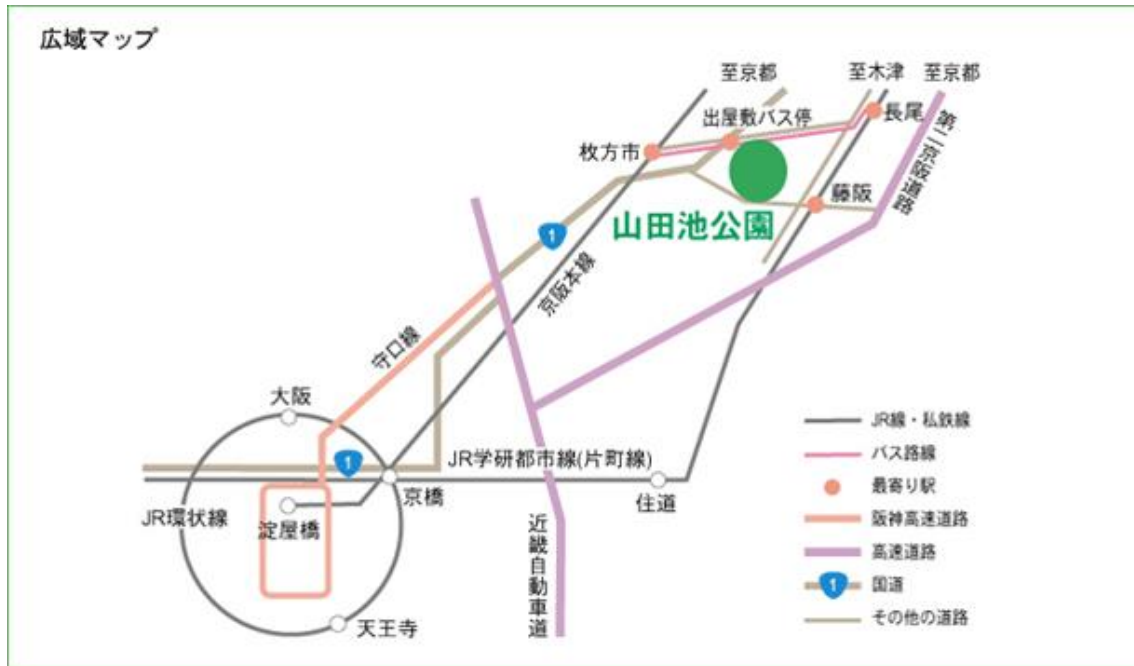 広域マップ
至京都
至木津
至京都
出屋敷バス停
長尾
枚方市
第二京阪道路
藤阪
山田池公園
1
京阪本線
守口線
大阪
1
JR学研都市線(片町線)
京橋
住道
JR環状線
淀屋橋
近畿自動車道
天王寺
JR線・私鉄線
バス路線
最寄り駅
阪神高速道路
高速道路
1
国道
その他の道路